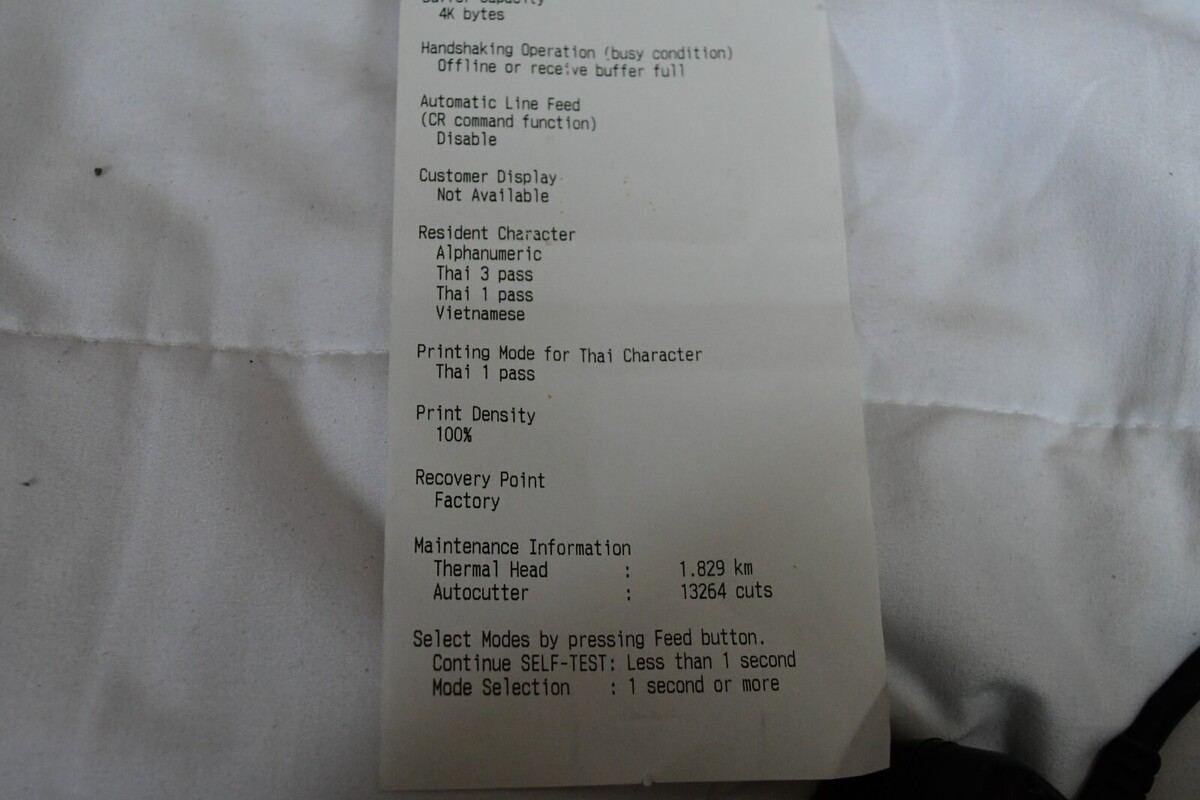 Buffer Capacity
4K bytes
Handshaking Operation (busy condition)
Offline or receive buffer full
Automatic Line Feed
(CR command function)
Disable
Customer Display
Not Available
Resident Character
Alphanumeric
Thai 3 pass
Thai 1 pass
Vietnamese
Printing Mode for Thai Character
Thai 1 pass
Print Density
100%
Recovery Point
Factory
Maintenance Information
Thermal Head : 1.829 km
Autocutter : 13264 cuts
Select Modes by pressing Feed button.
Continue SELF-TEST: Less than 1 second
Mode Selection : 1 second or more